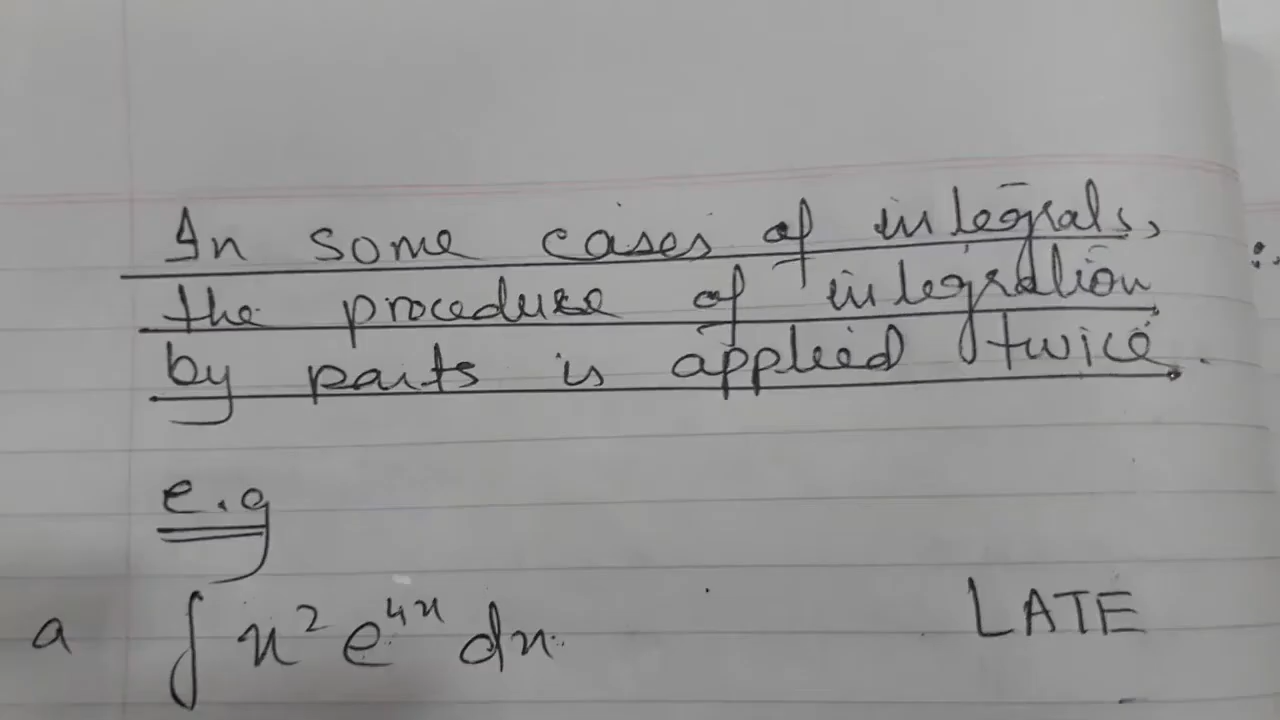 In some cases of integrals,
the procedure of integration
by parts is applied twice.
e.g
a ∫ x² e⁴ˣ dx. LATE